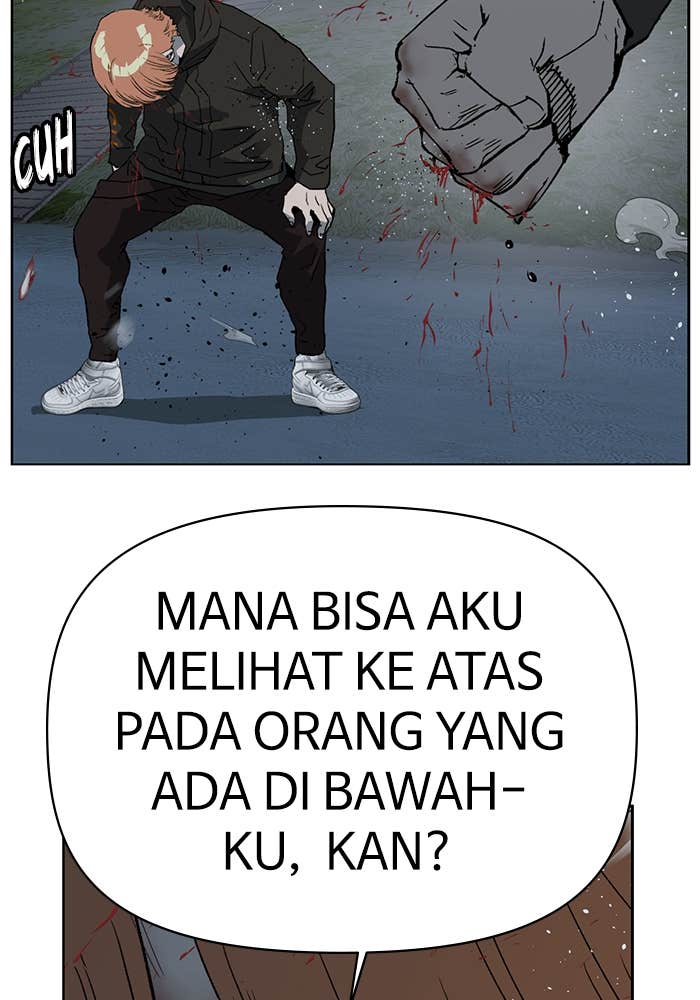 CUH
MANA BISA AKU
MELIHAT KE ATAS
PADA ORANG YANG
ADA DI BAWAH-
KU, KAN?